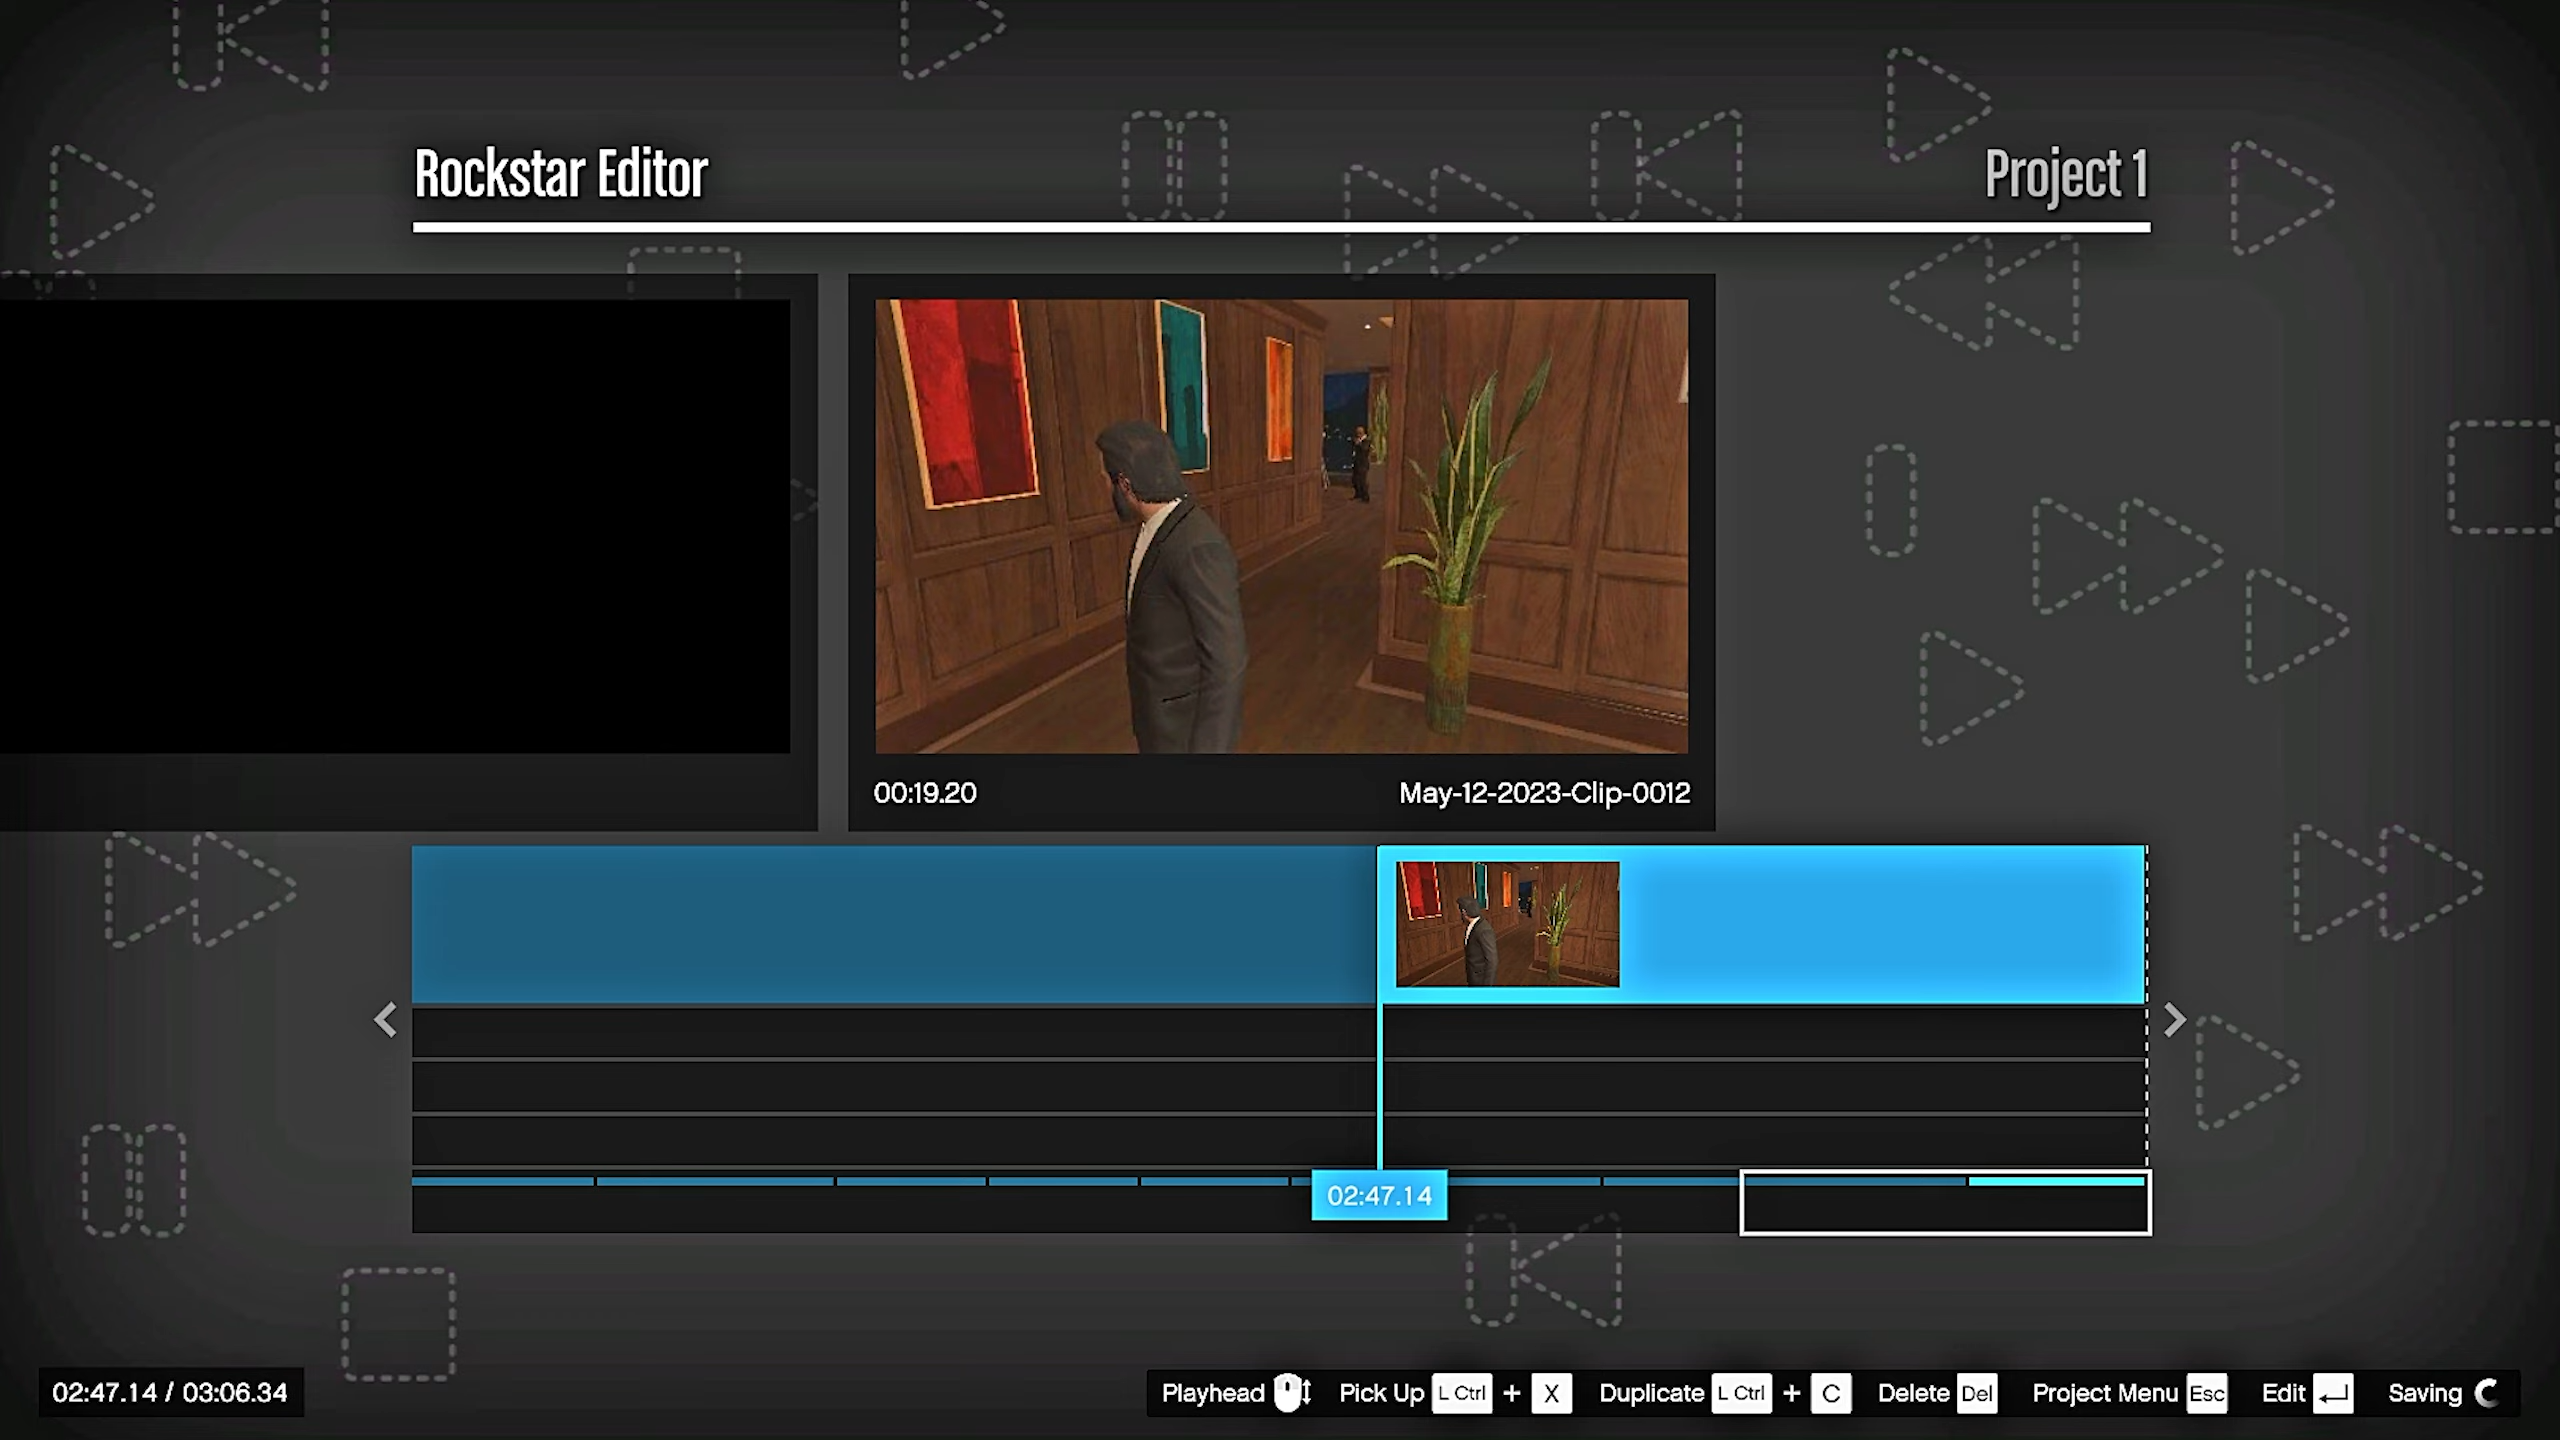 Rockstar Editor
Project 1
00:19.20
May-12-2023-Clip-0012
02:47.14
02:47.14 / 03:06.34
Playhead Pick Up L Ctrl + X Duplicate L Ctrl + C Delete Del Project Menu Esc Edit Saving